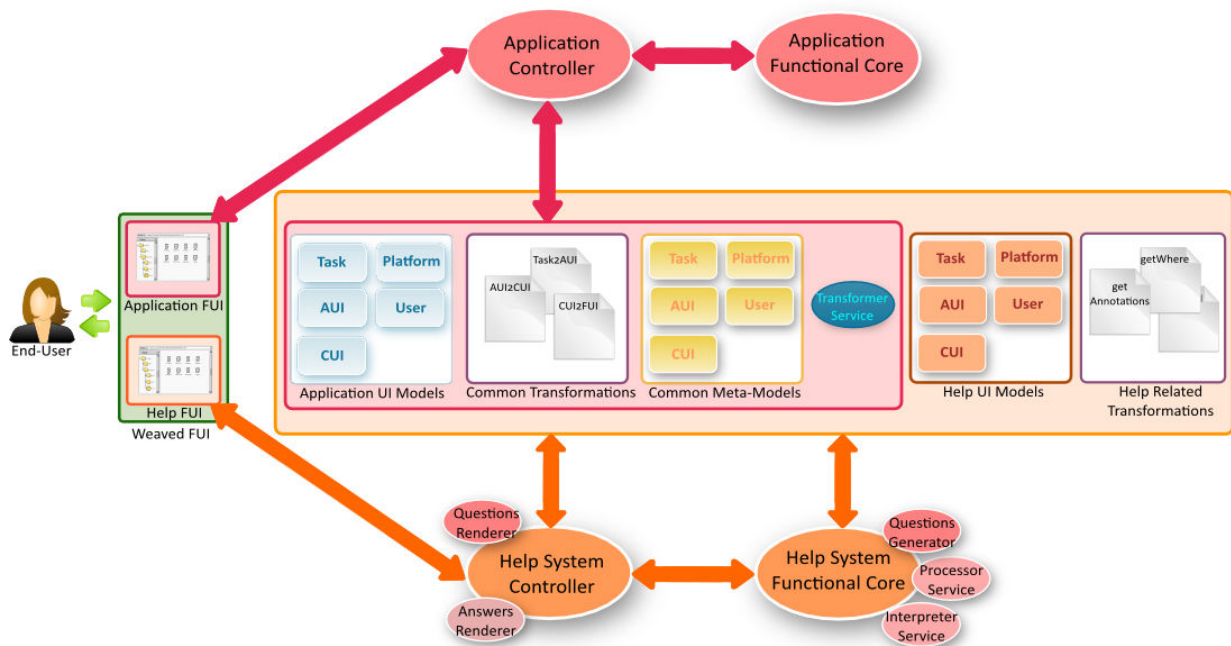 Application
Controller
Application
Functional Core
End-User
Application FUI
Help FUI
Weaved FUI
Task
Platform
AUI
User
CUI
Application UI Models
Task2AUI
AUI2CUI
CUI2FUI
Common Transformations
Task
Platform
AUI
User
CUI
Common Meta-Models
Transformer
Service
Task
Platform
AUI
User
CUI
Help UI Models
getWhere
get
Annotations
Help Related
Transformations
Questions
Renderer
Help System
Controller
Answers
Renderer
Help System
Functional Core
Questions
Generator
Processor
Service
Interpreter
Service